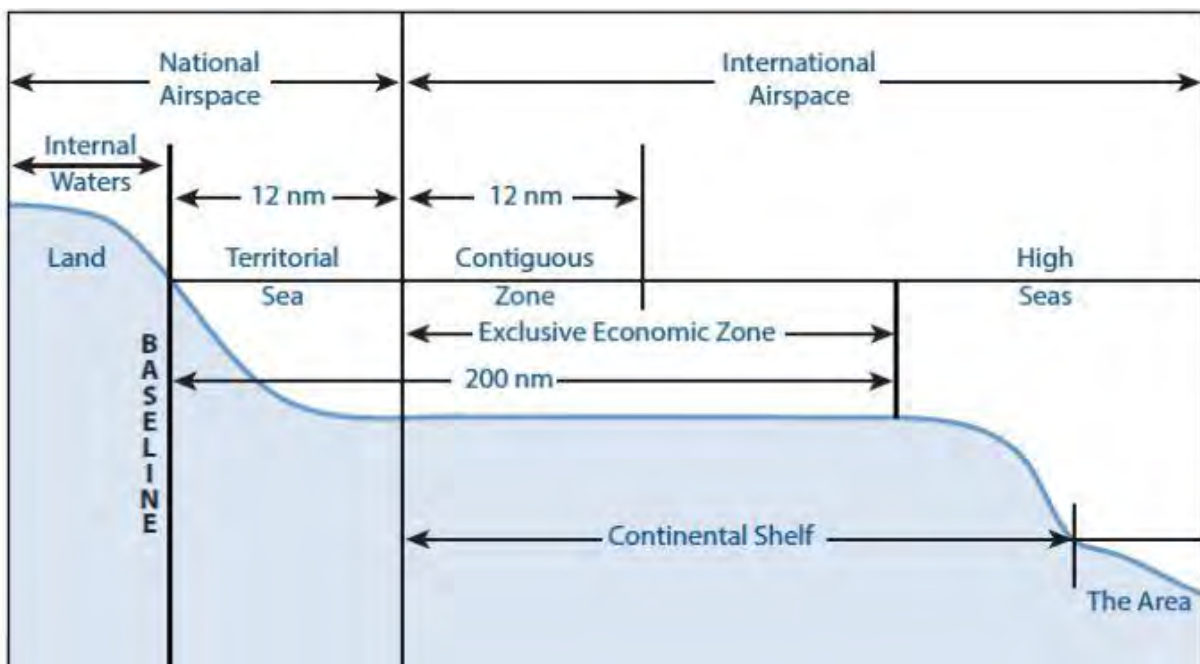 National
Airspace
International
Airspace
Internal
Waters
12 nm
12 nm
Land
Territorial
Sea
Contiguous
Zone
High
Seas
Exclusive Economic Zone
200 nm
BASELINE
Continental Shelf
The Area